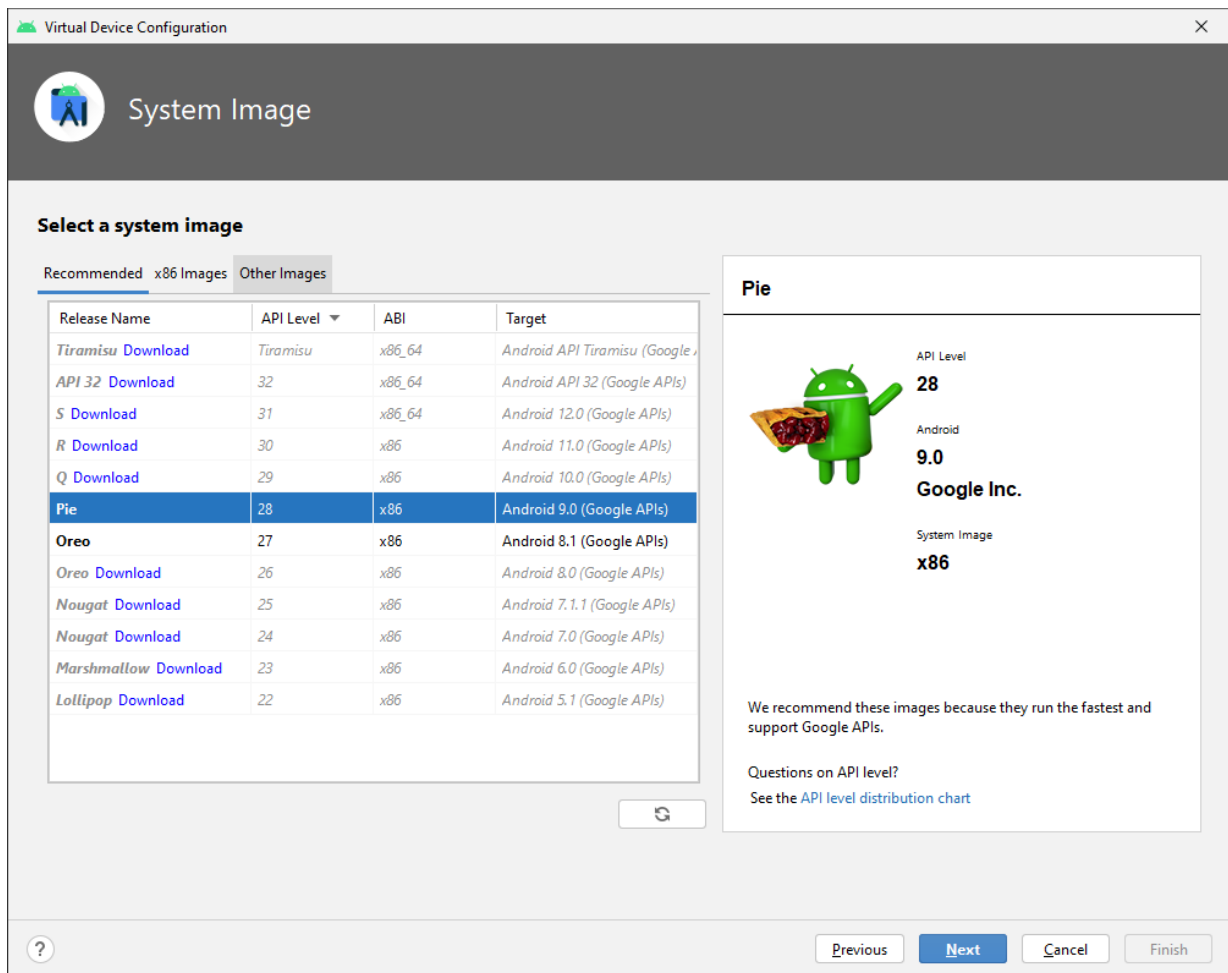 Virtual Device Configuration
System Image
Select a system image
Recommended x86 Images Other Images
Release Name API Level ABI Target
Tiramisu Download Tiramisu x86_64 Android API Tiramisu (Google
API 32 Download 32 x86_64 Android API 32 (Google APIs)
S Download 31 x86_64 Android 12.0 (Google APIs)
R Download 30 x86 Android 11.0 (Google APIs)
Q Download 29 x86 Android 10.0 (Google APIs)
Pie 28 x86 Android 9.0 (Google APIs)
Oreo 27 x86 Android 8.1 (Google APIs)
Oreo Download 26 x86 Android 8.0 (Google APIs)
Nougat Download 25 x86 Android 7.1.1 (Google APIs)
Nougat Download 24 x86 Android 7.0 (Google APIs)
Marshmallow Download 23 x86 Android 6.0 (Google APIs)
Lollipop Download 22 x86 Android 5.1 (Google APIs)
Pie
API Level
28
Android
9.0
Google Inc.
System Image
x86
We recommend these images because they run the fastest and
support Google APIs.
Questions on API level?
See the API level distribution chart
? Previous Next Cancel Finish